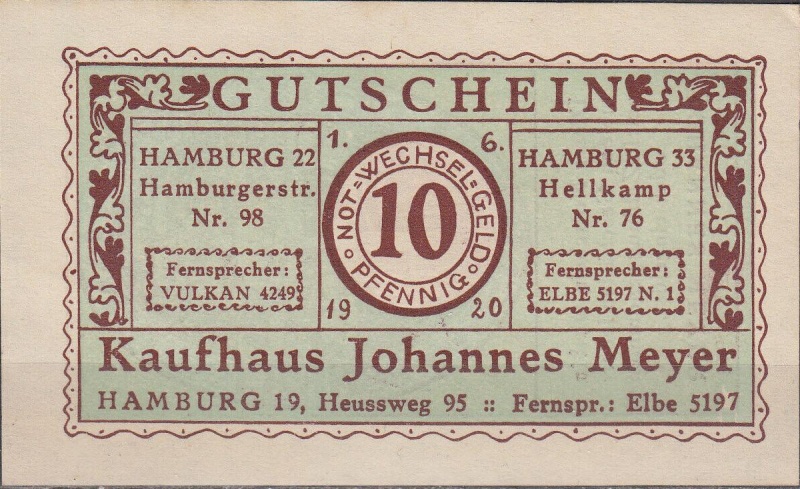 GUTSCHEIN
HAMBURG 22
Hamburgerstr.
Nr. 98
Fernsprecher:
VULKAN 4249
1. 6.
NOT=WECHSEL=GELD
10
PFENNIG
19 20
HAMBURG 33
Hellkamp
Nr. 76
Fernsprecher:
ELBE 5197 N. 1
Kaufhaus Johannes Meyer
HAMBURG 19, Heussweg 95 :: Fernspr.: Elbe 5197